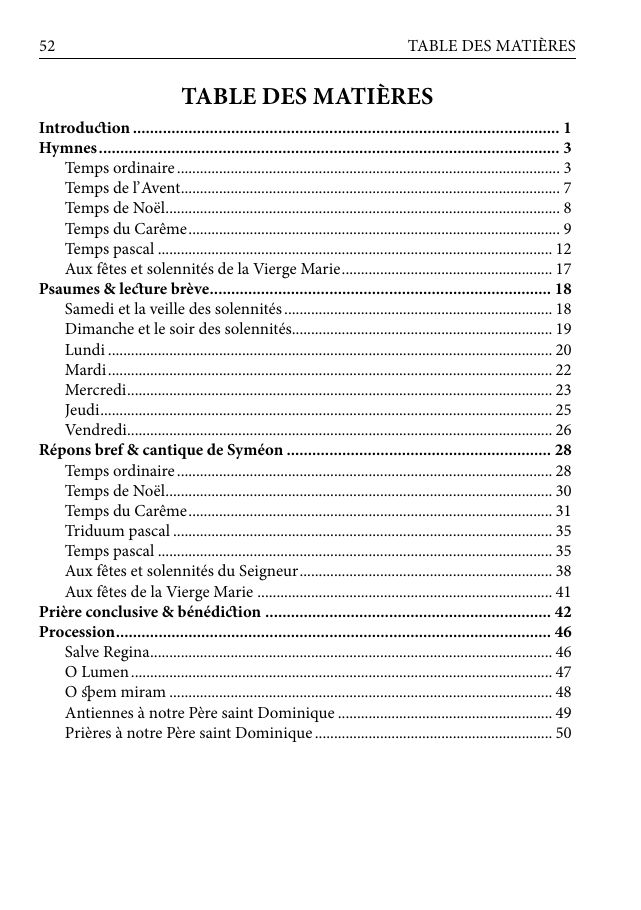 52 TABLE DES MATIÈRES
TABLE DES MATIÈRES
Introduction ........ 1
Hymnes ........ 3
Temps ordinaire ........ 3
Temps de l’Avent ........ 7
Temps de Noël ........ 8
Temps du Carême ........ 9
Temps pascal ........ 12
Aux fêtes et solennités de la Vierge Marie ........ 17
Psaumes & lecture brève ........ 18
Samedi et la veille des solennités ........ 18
Dimanche et le soir des solennités ........ 19
Lundi ........ 20
Mardi ........ 22
Mercredi ........ 23
Jeudi ........ 25
Vendredi ........ 26
Répons bref & cantique de Syméon ........ 28
Temps ordinaire ........ 28
Temps de Noël ........ 30
Temps du Carême ........ 31
Triduum pascal ........ 35
Temps pascal ........ 35
Aux fêtes et solennités du Seigneur ........ 38
Aux fêtes de la Vierge Marie ........ 41
Prière conclusive & bénédiction ........ 42
Procession ........ 46
Salve Regina ........ 46
O Lumen ........ 47
O spem miram ........ 48
Antiennes à notre Père saint Dominique ........ 49
Prières à notre Père saint Dominique ........ 50